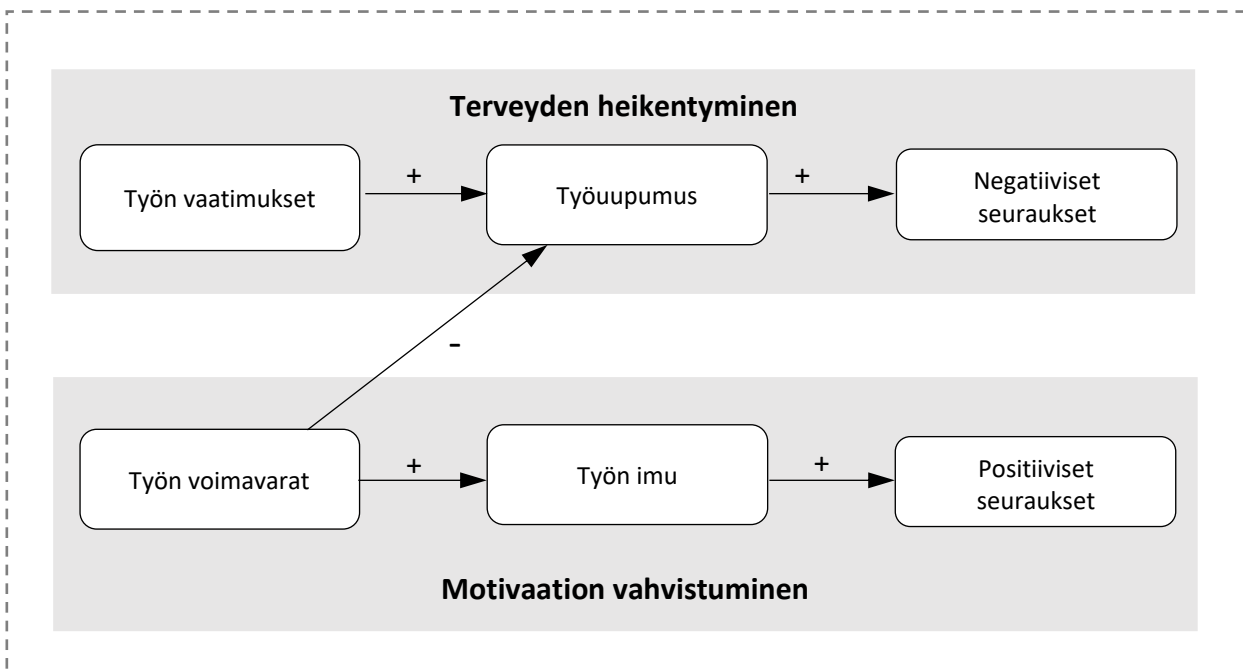 Terveyden heikentyminen
Työn vaatimukset
+
Työuupumus
+
Negatiiviset
seuraukset
-
Työn voimavarat
+
Työn imu
+
Positiiviset
seuraukset
Motivaation vahvistuminen